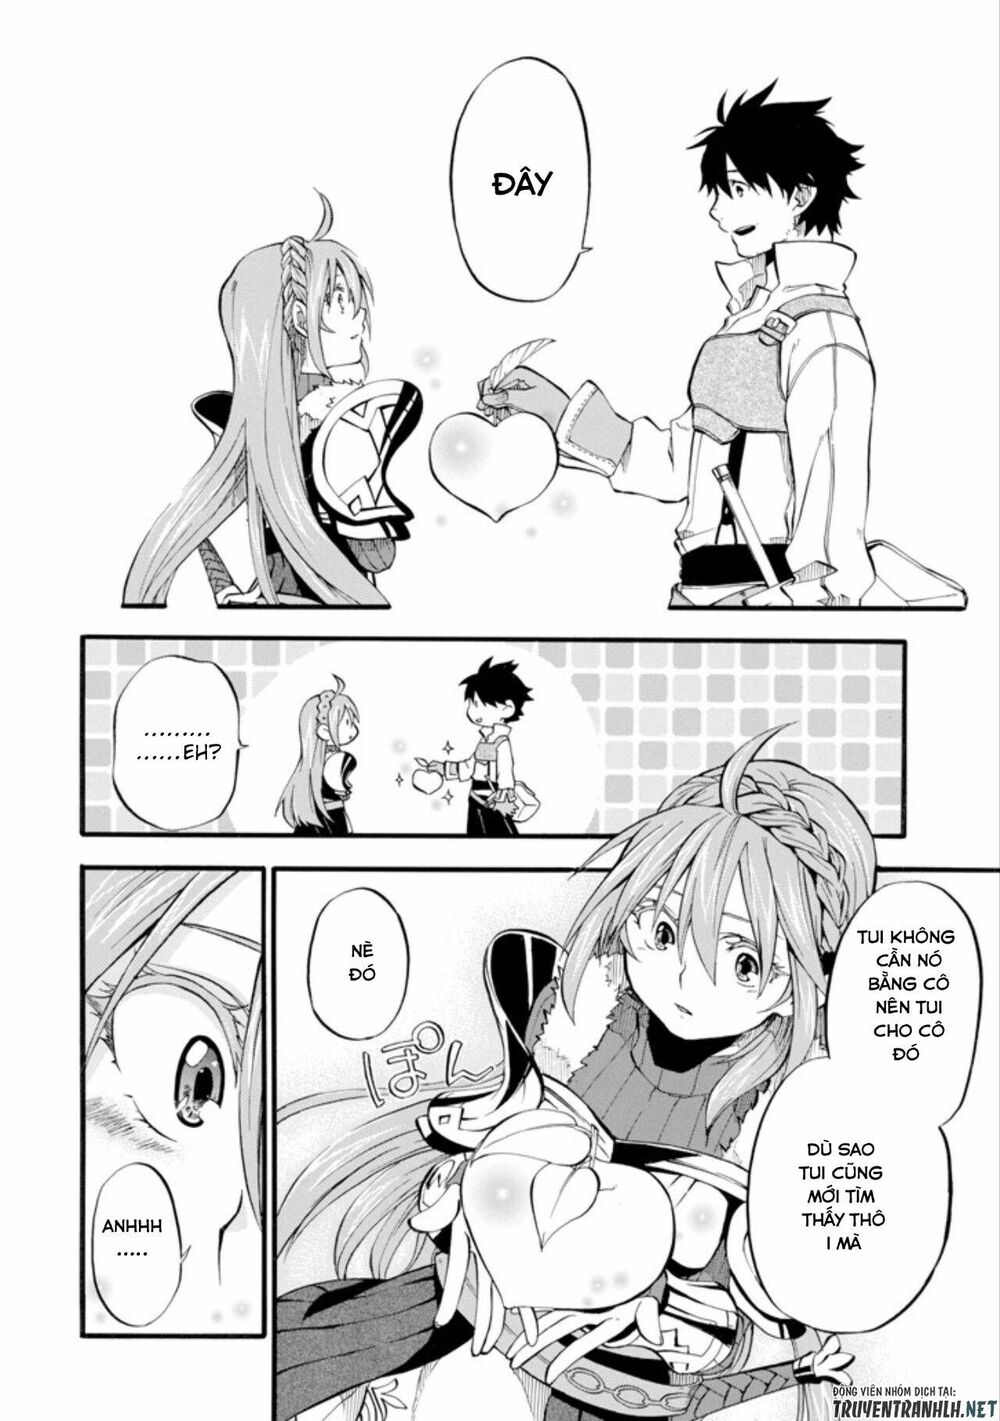 ĐÂY
.........
......EH?
TUI KHÔNG
CẦN NÓ
BẰNG CÔ
NÊN TUI
CHO CÔ
ĐÓ
DÙ SAO
TUI CŨNG
MỚI TÌM
THẤY THÔ
I MÀ
NÈ
ĐÓ
ぽん
ANHHH
.....
ĐỘNG VIÊN NHÓM DỊCH TẠI:
TRUYENTRANHLH.NET